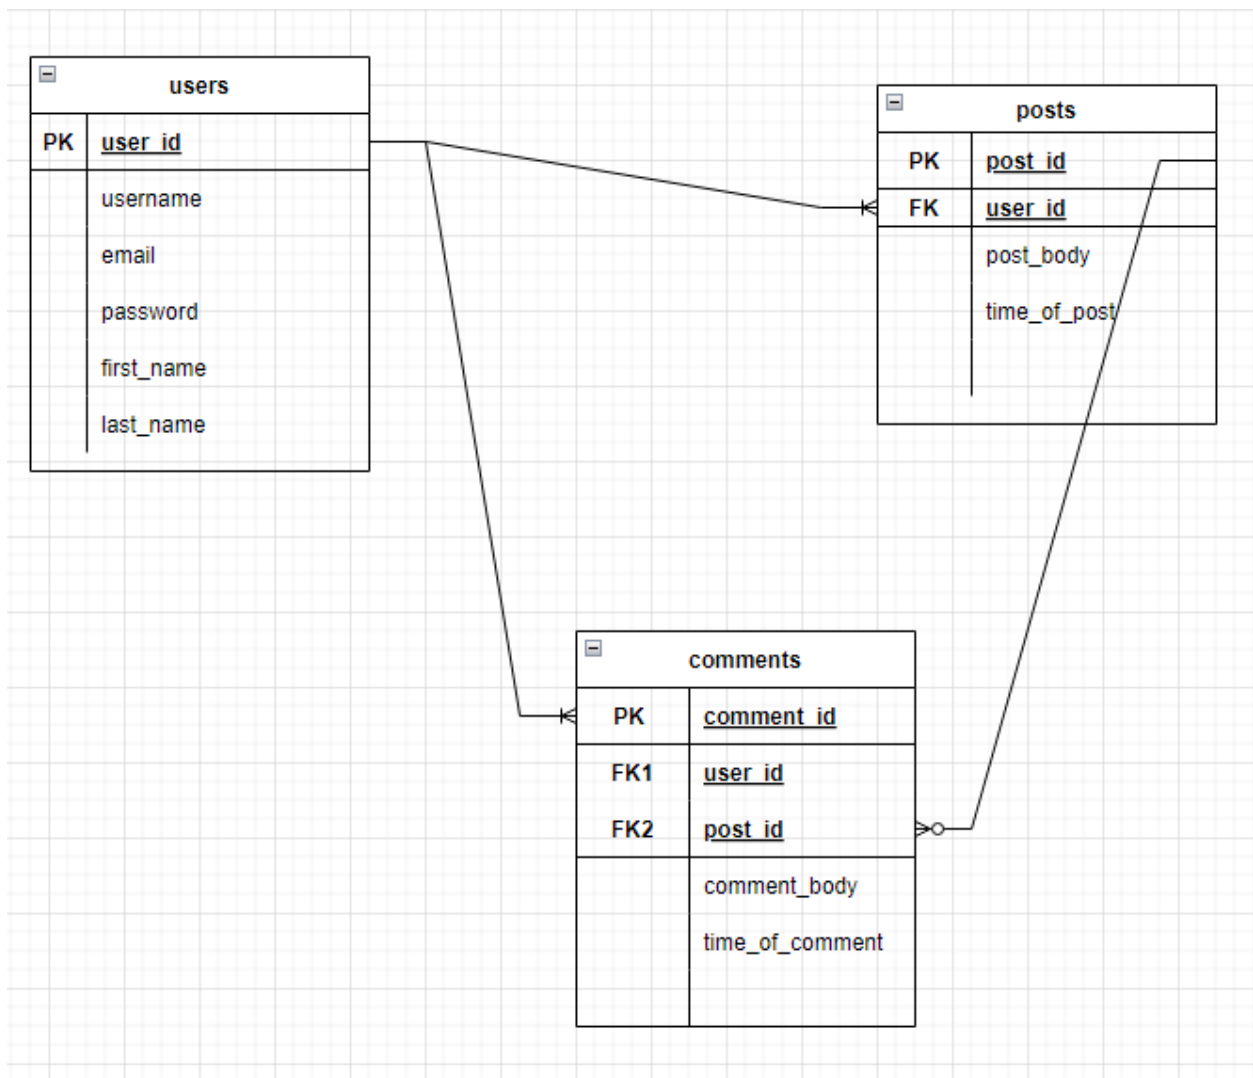 users
PK user_id
username
email
password
first_name
last_name
posts
PK post_id
FK user_id
post_body
time_of_post
comments
PK comment_id
FK1 user_id
FK2 post_id
comment_body
time_of_comment